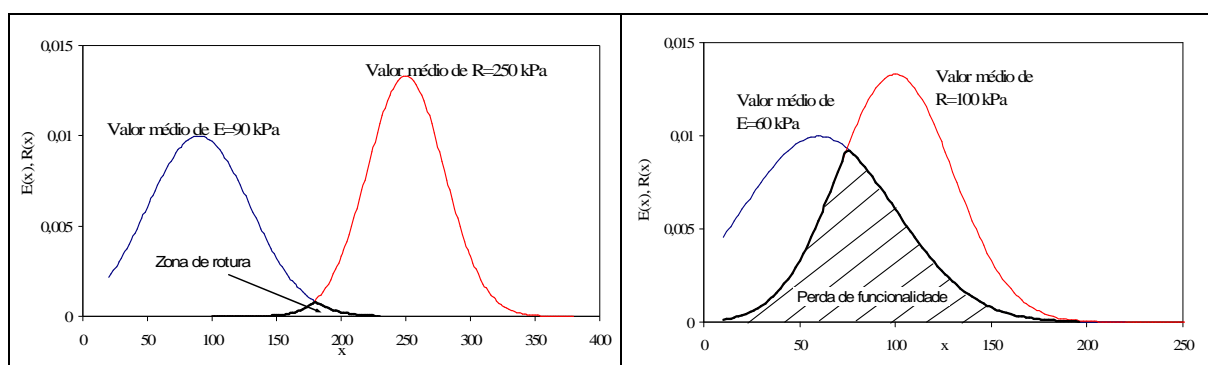 0,015
Valor médio de R=250 kPa
Valor médio de E=90 kPa
0,01
E(x), R(x)
0,005
Zona de rotura
0
0 50 100 150 200 250 300 350 400
x
0,015
Valor médio de
R=100 kPa
Valor médio de
E=60 kPa
0,01
E(x), R(x)
0,005
Perda de funcionalidade
0
0 50 100 150 200 250
x